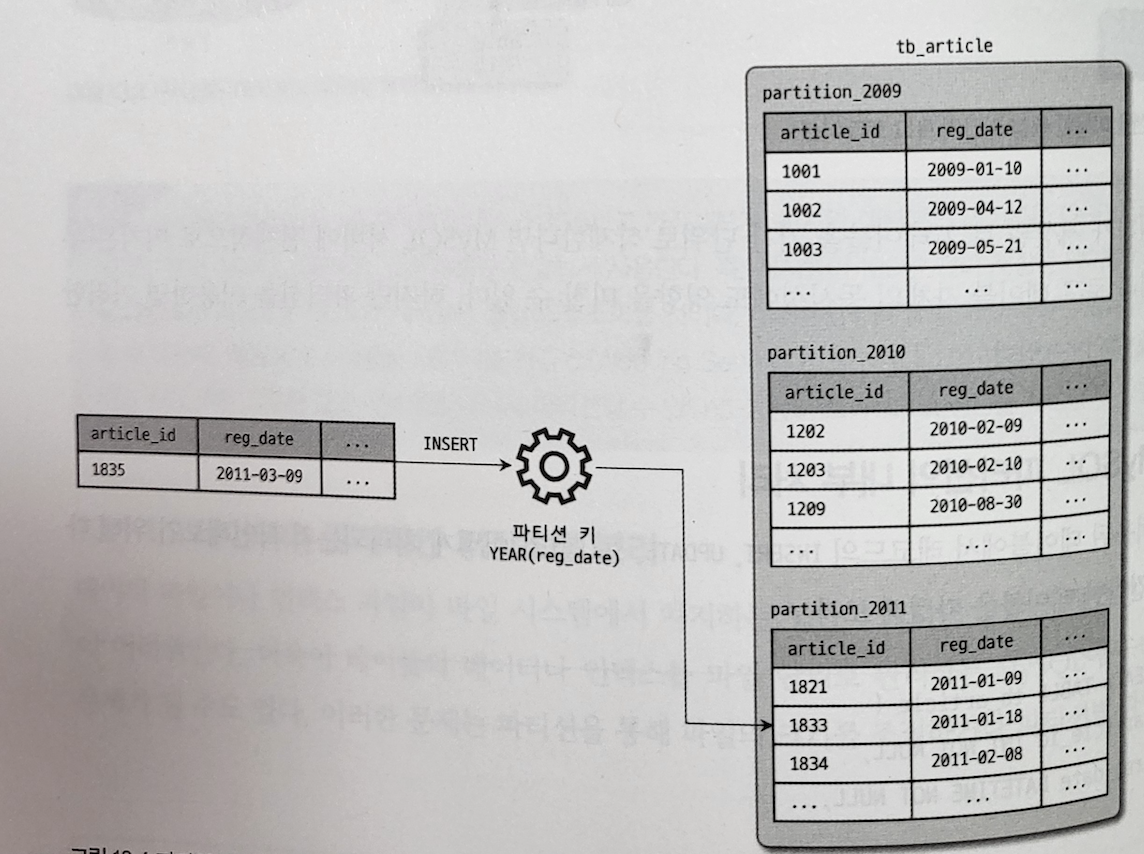 tb_article
partition_2009
article_id reg_date ...
1001 2009-01-10 ...
1002 2009-04-12 ...
1003 2009-05-21 ...
... ... ...
partition_2010
article_id reg_date ...
1202 2010-02-09 ...
1203 2010-02-10 ...
1209 2010-08-30 ...
... ... ...
article_id reg_date ...
1835 2011-03-09 ...
INSERT
파티션 키
YEAR(reg_date)
partition_2011
article_id reg_date ...
1821 2011-01-09 ...
1833 2011-01-18 ...
1834 2011-02-08 ...
... ... ...